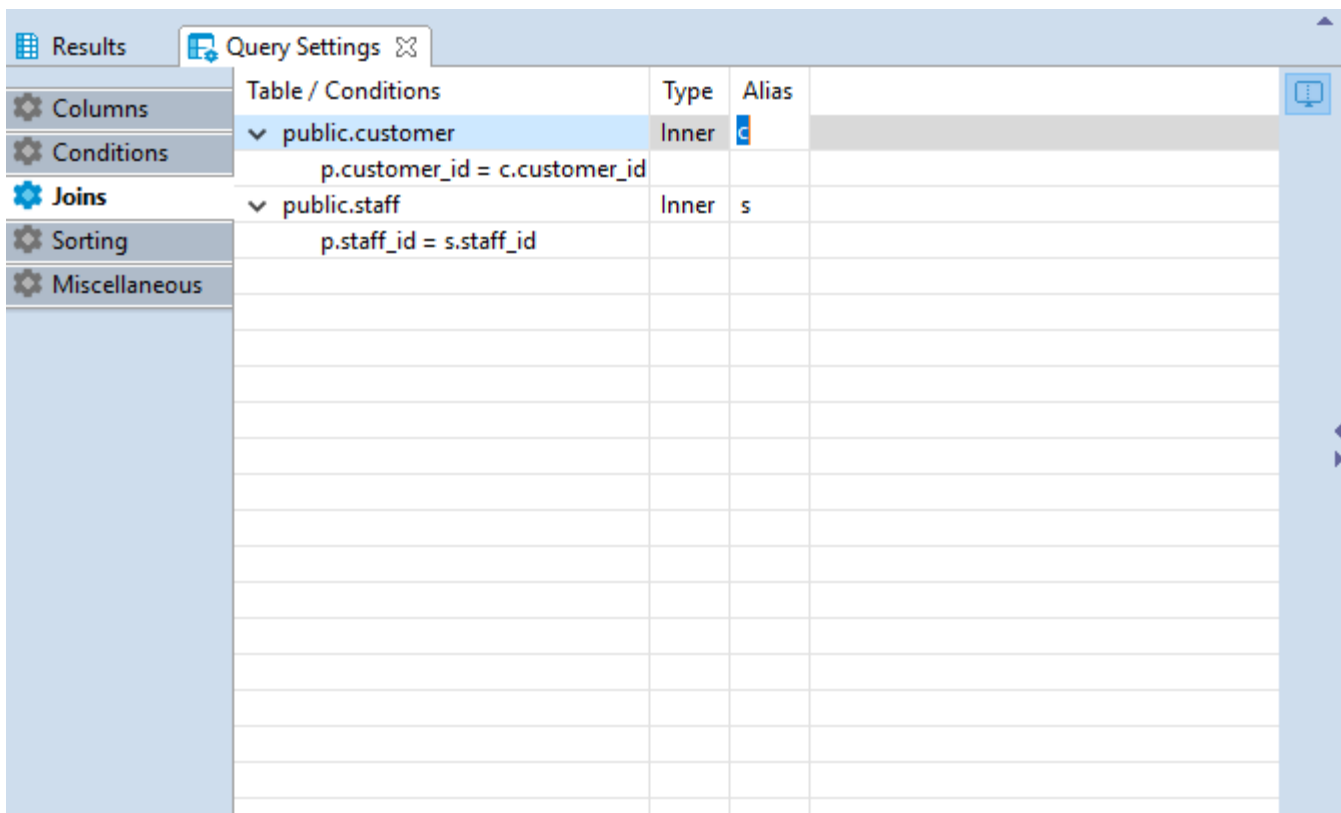 Results Query Settings
Table / Conditions Type Alias
Columns
public.customer Inner c
Conditions
p.customer_id = c.customer_id
Joins
public.staff Inner s
Sorting
p.staff_id = s.staff_id
Miscellaneous